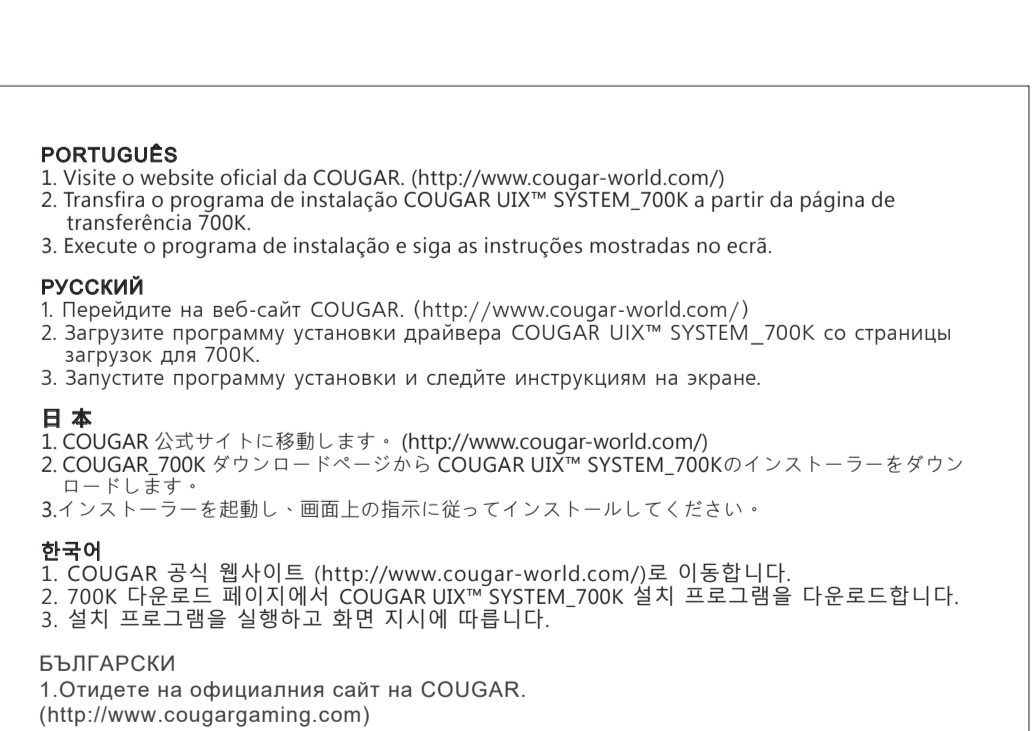 PORTUGUÊS
1. Visite o website oficial da COUGAR. (http://www.cougar-world.com/)
2. Transfira o programa de instalação COUGAR UIX™ SYSTEM_700K a partir da página de
transferência 700K.
3. Execute o programa de instalação e siga as instruções mostradas no ecrã.
РУССКИЙ
1. Перейдите на веб-сайт COUGAR. (http://www.cougar-world.com/)
2. Загрузите программу установки драйвера COUGAR UIX™ SYSTEM_700K со страницы
загрузок для 700K.
3. Запустите программу установки и следйте инструкциям на экране.
日 本
1. COUGAR 公式サイトに移動します。(http://www.cougar-world.com/)
2. COUGAR_700K ダウンロードページから COUGAR UIX™ SYSTEM_700Kのインストーラーをダウン
ロードします。
3.インストーラーを起動し、画面上の指示に従ってインストールしてください。
한국어
1. COUGAR 공식 웹사이트 (http://www.cougar-world.com/)로 이동합니다.
2. 700K 다운로드 페이지에서 COUGAR UIX™ SYSTEM_700K 설치 프로그램을 다운로드합니다.
3. 설치 프로그램을 실행하고 화면 지시에 따릅니다.
БЪЛГАРСКИ
1.Отидете на официалния сайт на COUGAR.
(http://www.cougargaming.com)